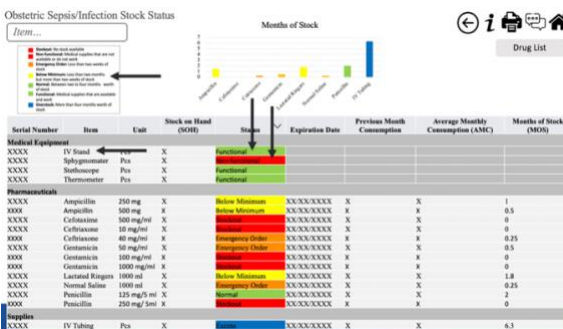 Obstetric Sepsis/Infection Stock Status
Item...
Months of Stock
Drug List
Stockout: No stock available
Non-Functional: Medical supplies that are not available or do not work
Emergency Order: Less than two weeks of stock
Below Minimum: Less than two months but more than two weeks of stock
Normal: Between two to four months worth of stock
Functional: Medical supplies that are available and work
Overstock: More than four months worth of stock
7
6
5
4
3
2
1
0
Ampicillin
Cefotaxime
Ceftriaxone
Gentamicin
Lactated Ringers
Normal Saline
Penicillin
IV Tubing
Serial Number Item Unit Stock on Hand (SOH) Status Expiration Date Previous Month Consumption Average Monthly Consumption (AMC) Months of Stock (MOS)
Medical Equipment
XXXX IV Stand Pcs X Functional
XXXX Sphygmomater Pcs X Non-Functional
XXXX Stethoscope Pcs X Functional
XXXX Thermometer Pcs X Functional
Pharmaceuticals
XXXX Ampicillin 250 mg X Below Minimum XX/XX/XXXX X X 1
XXXX Ampicillin 500 mg X Below Minimum XX/XX/XXXX X X 0.5
XXXX Cefotaxime 500 mg/ml X Stockout XX/XX/XXXX X X 0
XXXX Ceftriaxone 10 mg/ml X Stockout XX/XX/XXXX X X 0
XXXX Ceftriaxone 40 mg/ml X Emergency Order XX/XX/XXXX X X 0.25
XXXX Gentamicin 50 mg/ml X Emergency Order XX/XX/XXXX X X 0.5
XXXX Gentamicin 100 mg/ml X Stockout XX/XX/XXXX X X 0
XXXX Gentamicin 1000 mg/ml X Stockout XX/XX/XXXX X X 0
XXXX Lactated Ringers 1000 ml X Below Minimum XX/XX/XXXX X X 1.8
XXXX Normal Saline 1000 ml X Emergency Order XX/XX/XXXX X X 0.25
XXXX Penicillin 125 mg/5 ml X Normal XX/XX/XXXX X X 2
XXXX Penicillin 250 mg/ 5ml X Stockout XX/XX/XXXX X X 0
Supplies
XXXX IV Tubing Pcs X Excess XX/XX/XXXX X X 6.3